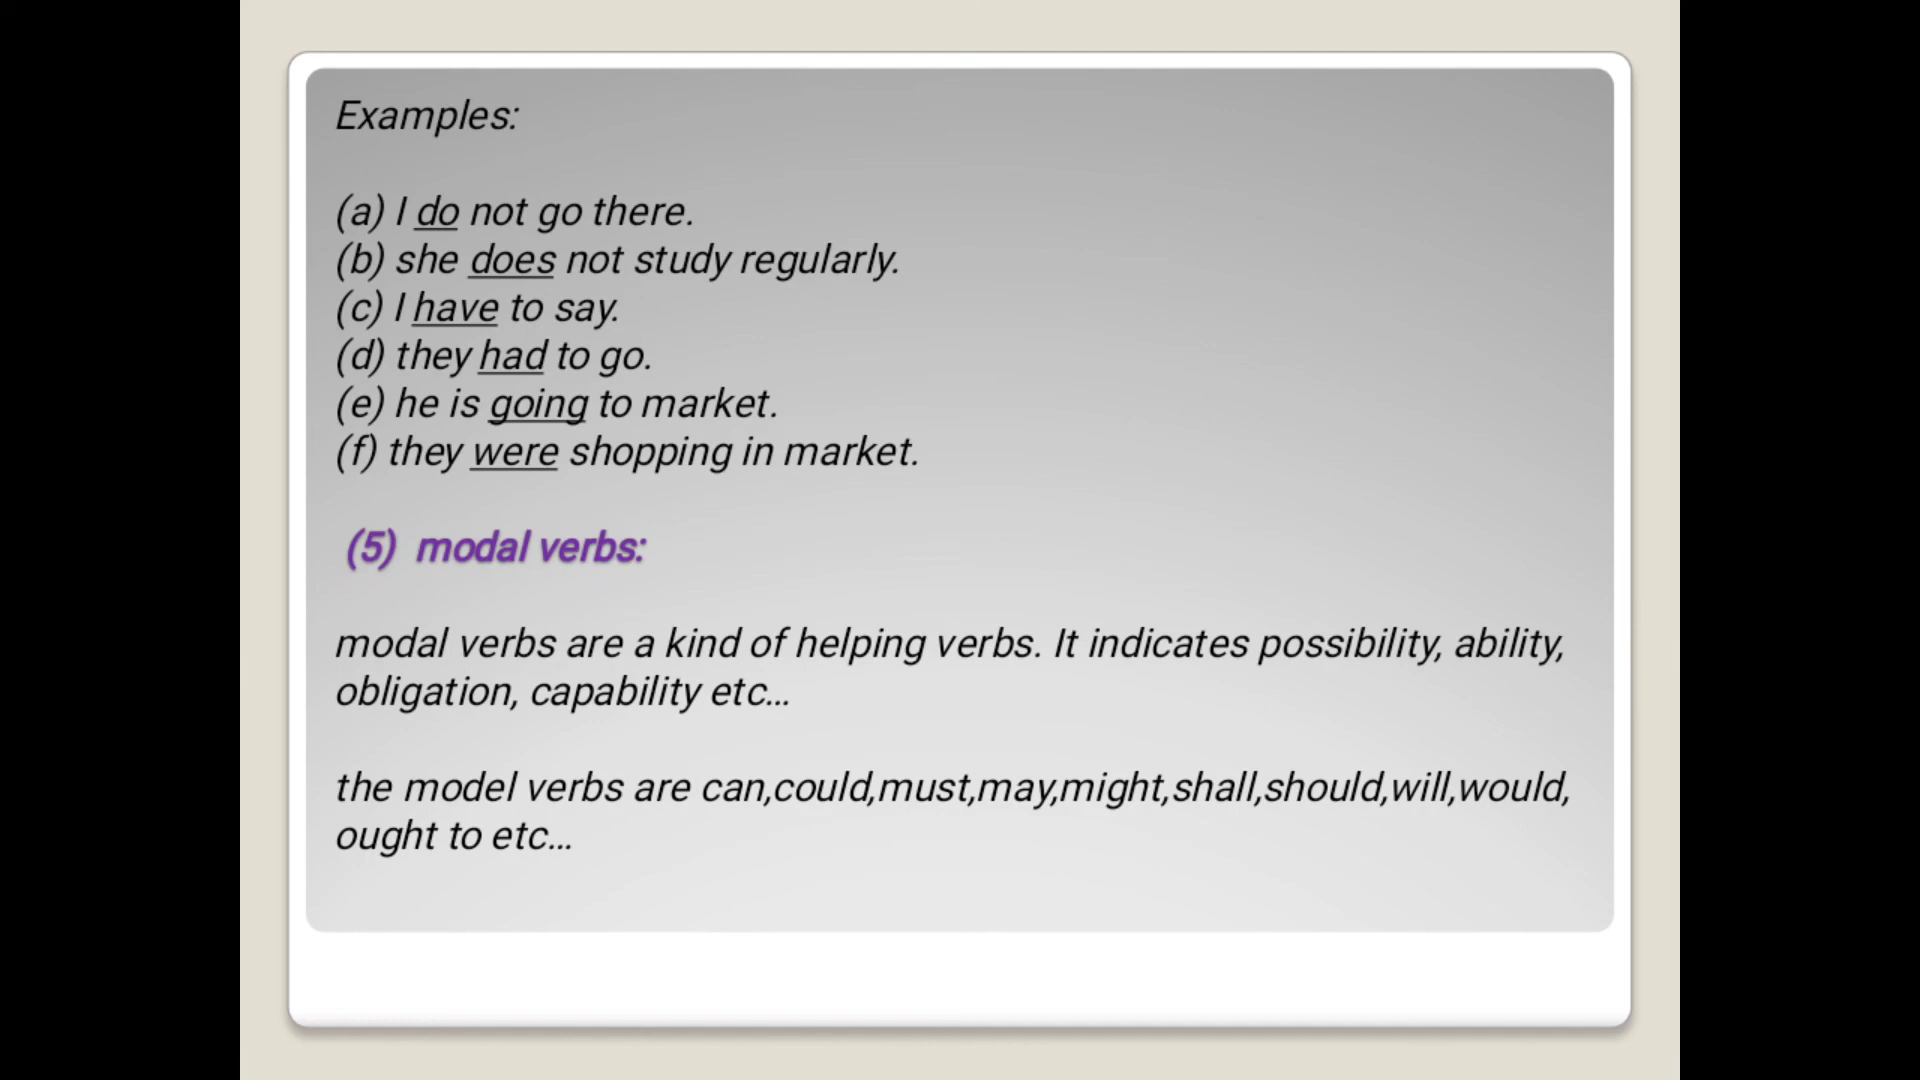 Examples:
(a) I do not go there.
(b) she does not study regularly.
(c) I have to say.
(d) they had to go.
(e) he is going to market.
(f) they were shopping in market.
(5) modal verbs:
modal verbs are a kind of helping verbs. It indicates possibility, ability,
obligation, capability etc...
the model verbs are can,could,must,may,might,shall,should,will,would,
ought to etc...